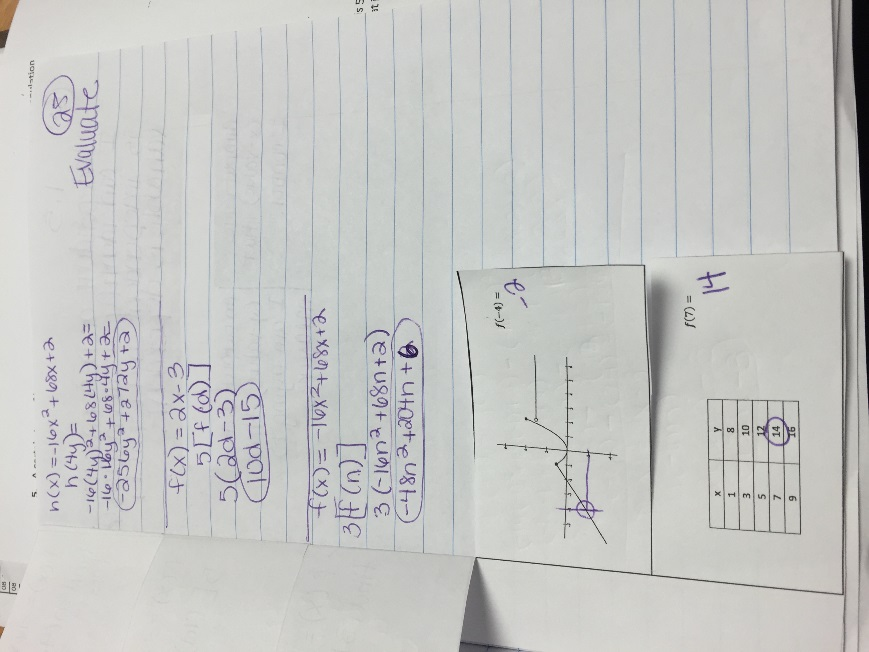 28
Evaluate
h(x) = -16x² + 68x + 2
h(4y) =
-16(4y)² + 68(4y) + 2 =
-16·16y² + 68·4y + 2 =
-256y² + 272y + 2
f(x) = 2x - 3
5[f(d)]
5(2d - 3)
10d - 15
f(x) = -16x² + 68x + 2
3[f(n)]
3(-16n² + 68n + 2)
-48n² + 204n + 6
f(-4) =
-2
f(7) =
14
x y
1 8
3 10
5 12
7 14
9 16